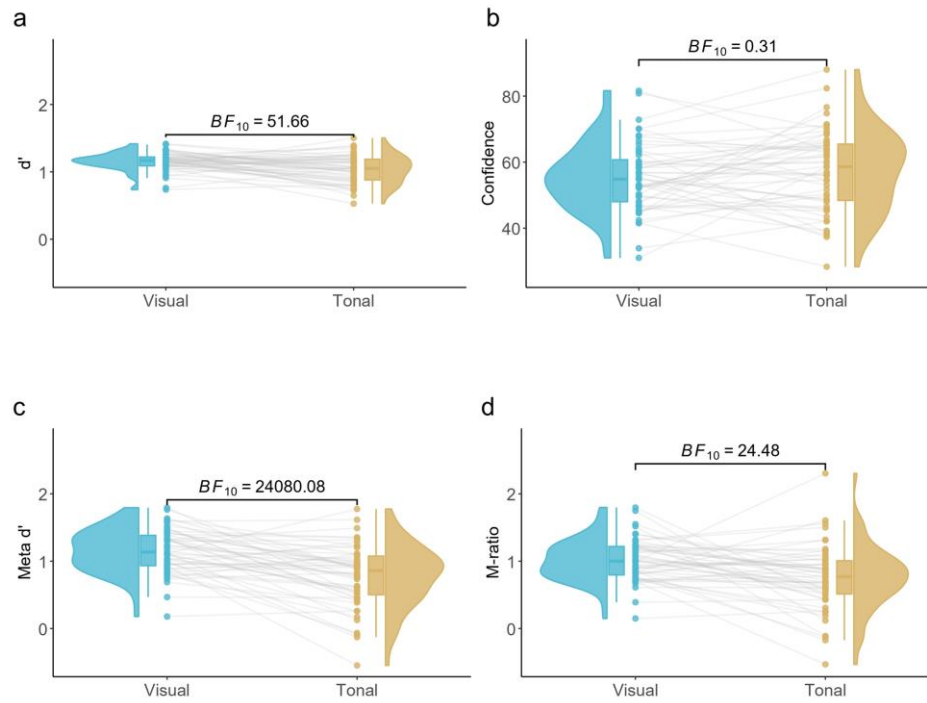 a
BF10 = 51.66
2
1
0
d'
Visual
Tonal
b
BF10 = 0.31
80
60
40
Confidence
Visual
Tonal
c
BF10 = 24080.08
2
1
0
Meta d'
Visual
Tonal
d
BF10 = 24.48
2
1
0
M-ratio
Visual
Tonal